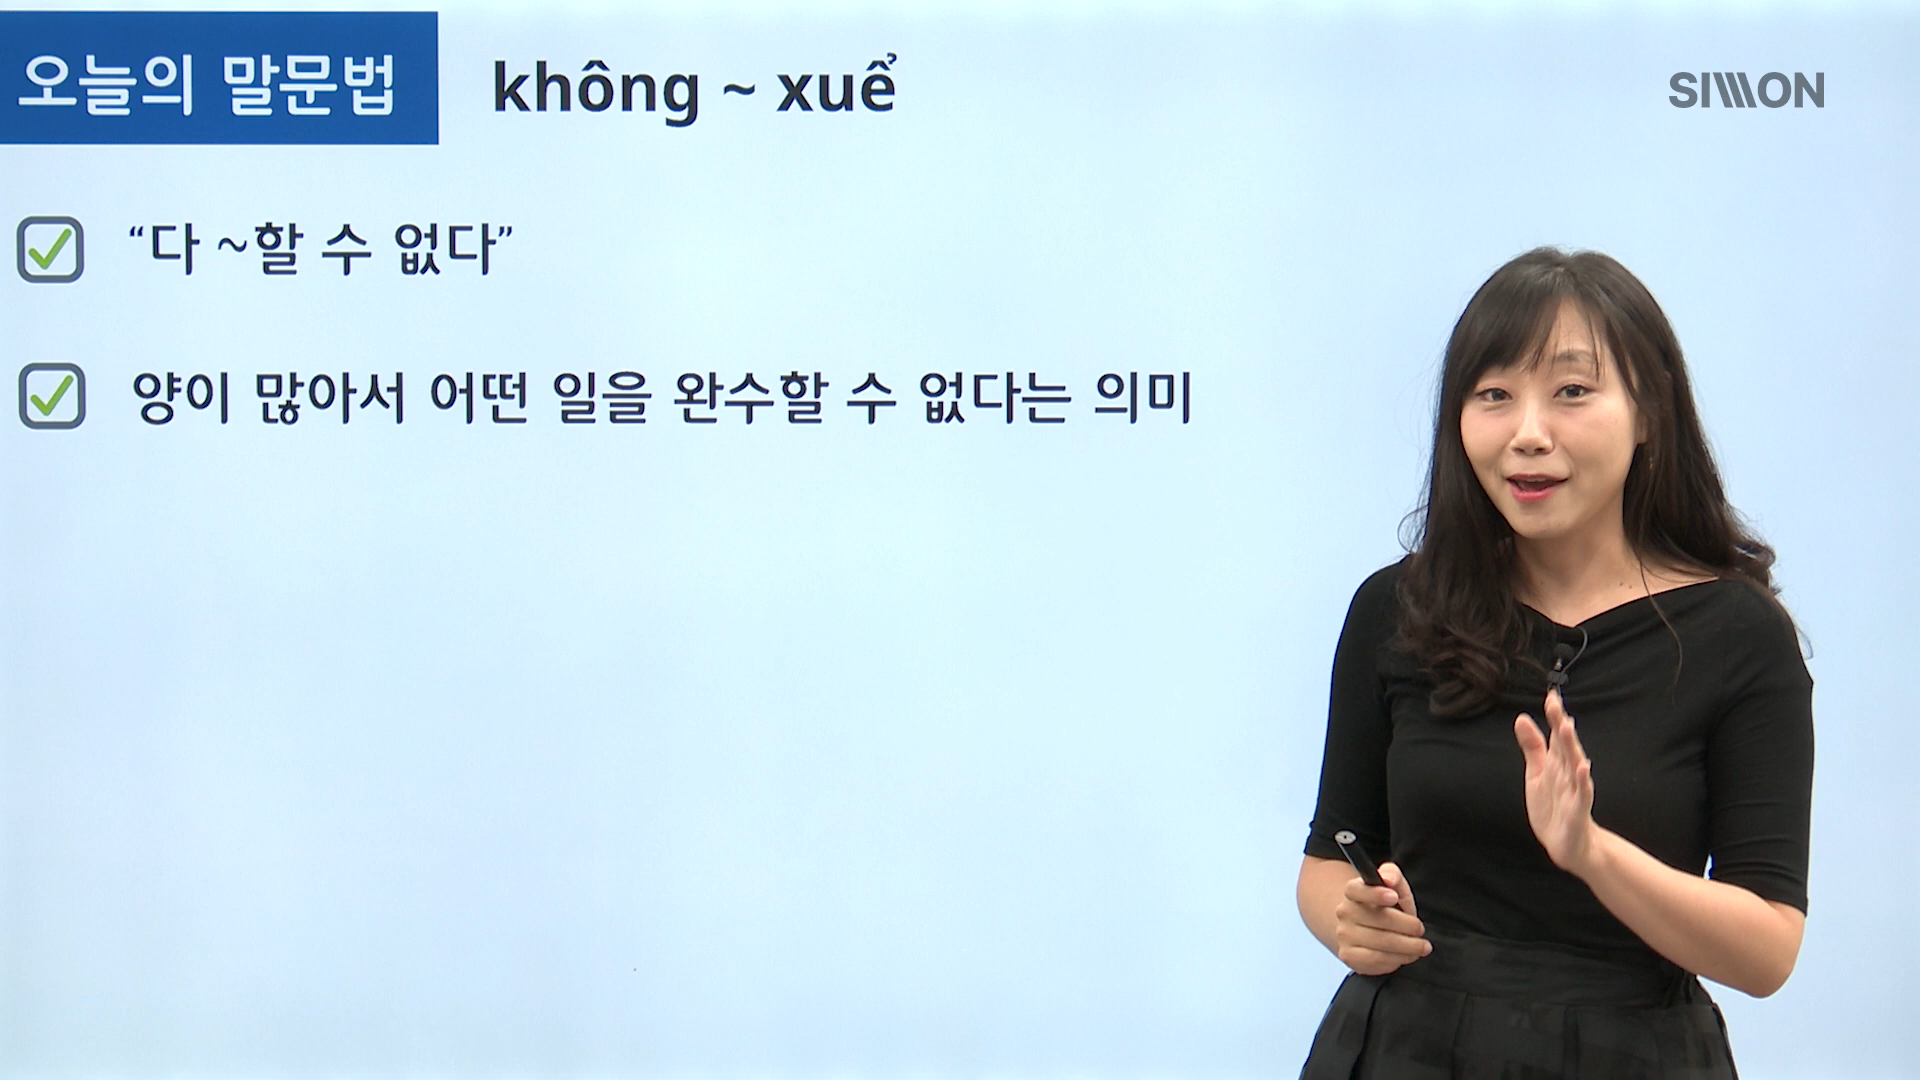 오늘의 말문법
không ~ xuể
SIWON
“다 ~할 수 없다”
양이 많아서 어떤 일을 완수할 수 없다는 의미